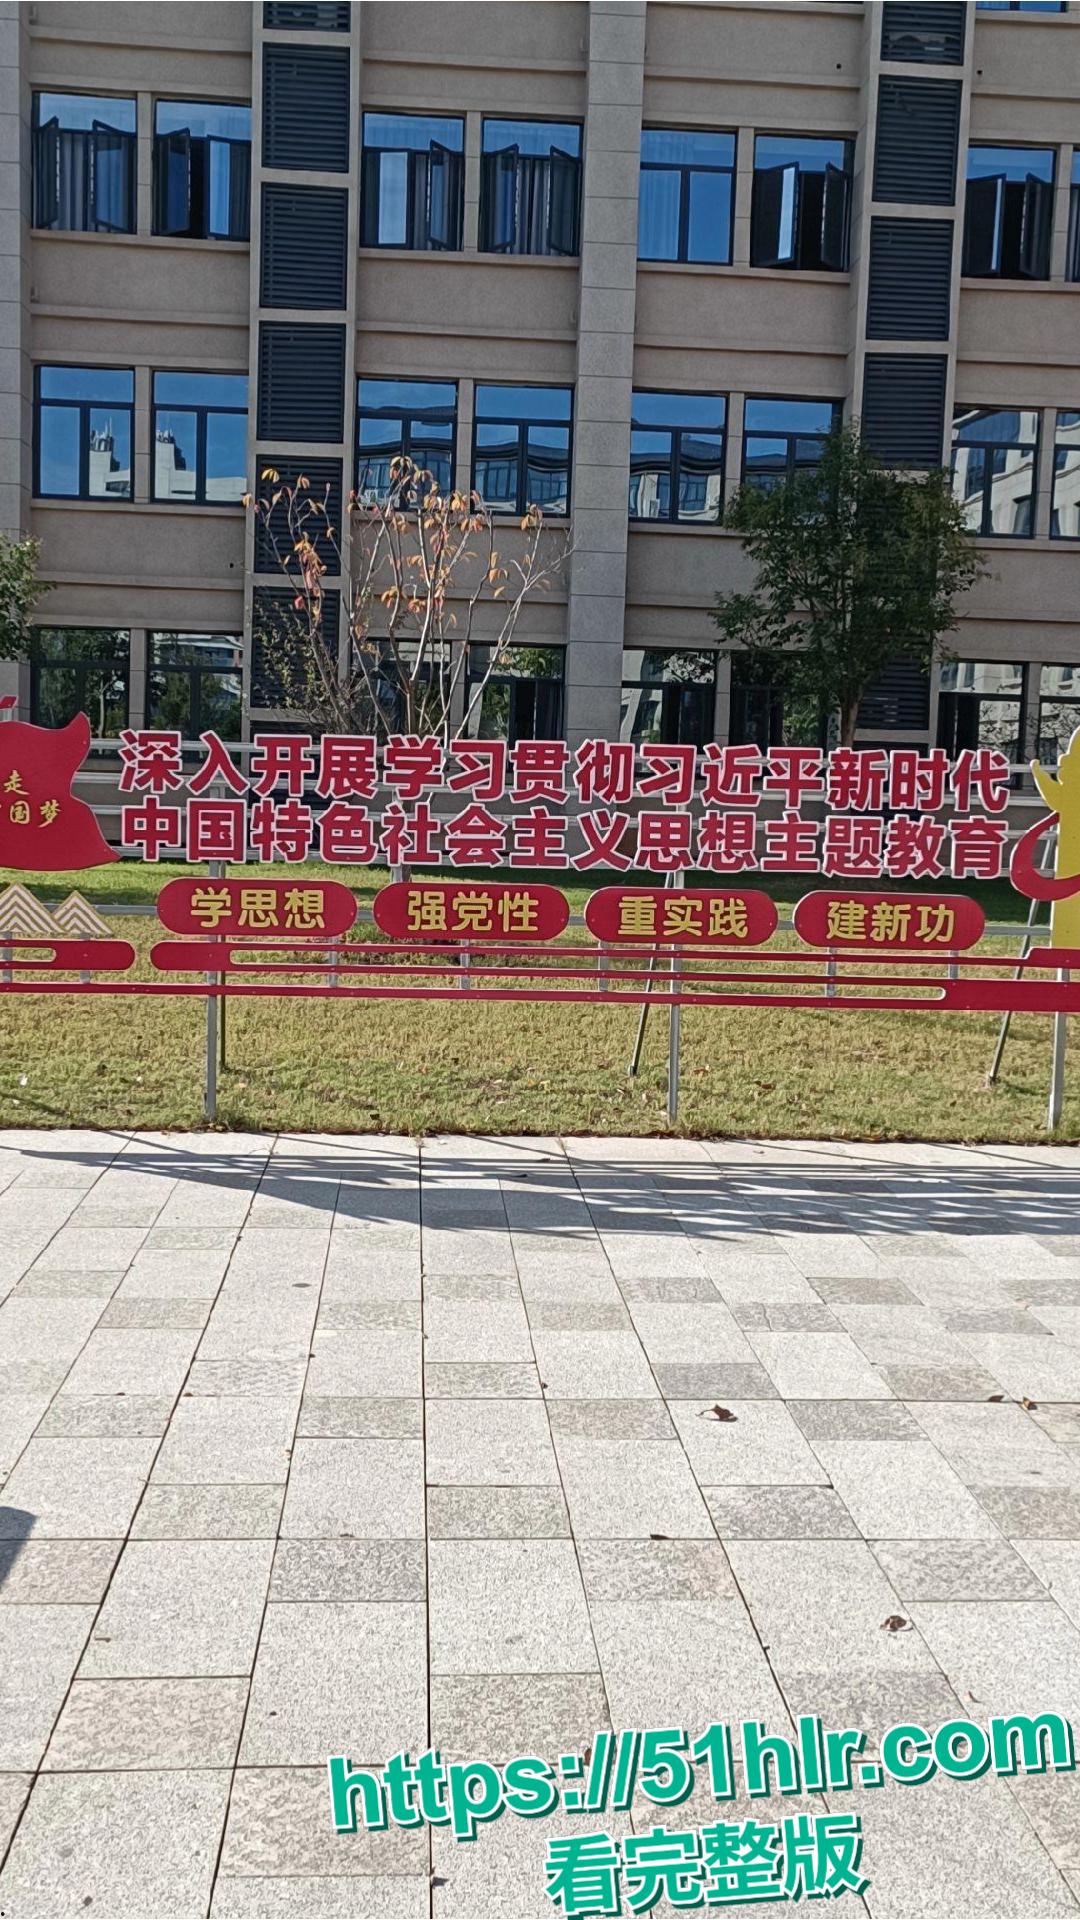 走
国梦
深入开展学习贯彻习近平新时代
中国特色社会主义思想主题教育
学思想 强党性 重实践 建新功
https://51hlr.com
看完整版